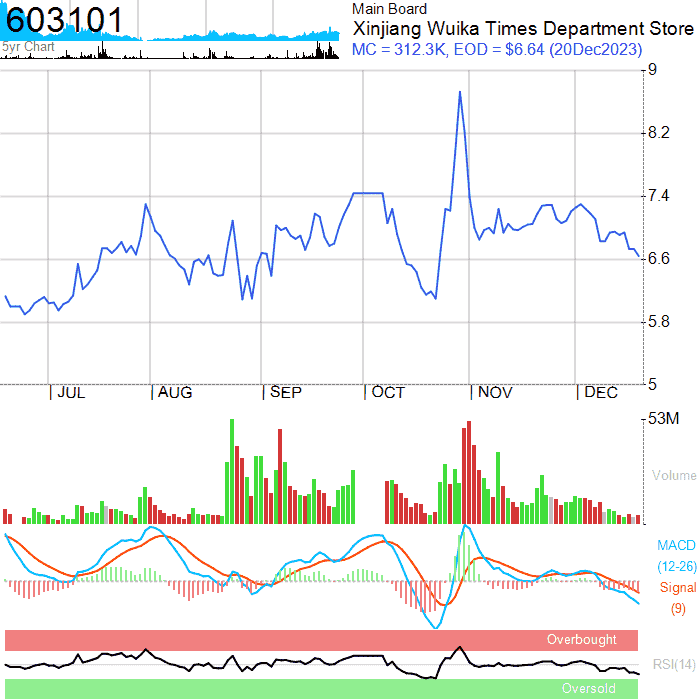 603101
5yr Chart
Main Board
Xinjiang Wuika Times Department Store
MC = 312.3K, EOD = $6.64 (20Dec2023)
9
8.2
7.4
6.6
5.8
5
| JUL | AUG | SEP | OCT | NOV | DEC
53M
Volume
MACD
(12-26)
Signal
(9)
Overbought
RSI(14)
Oversold